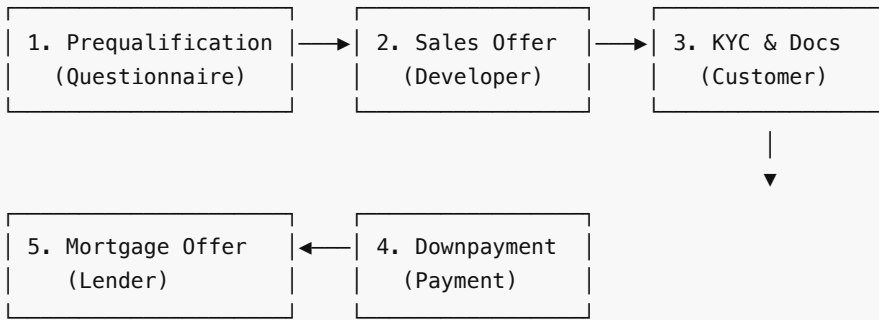 1. Prequalification
(Questionnaire)
2. Sales Offer
(Developer)
3. KYC & Docs
(Customer)
5. Mortgage Offer
(Lender)
4. Downpayment
(Payment)